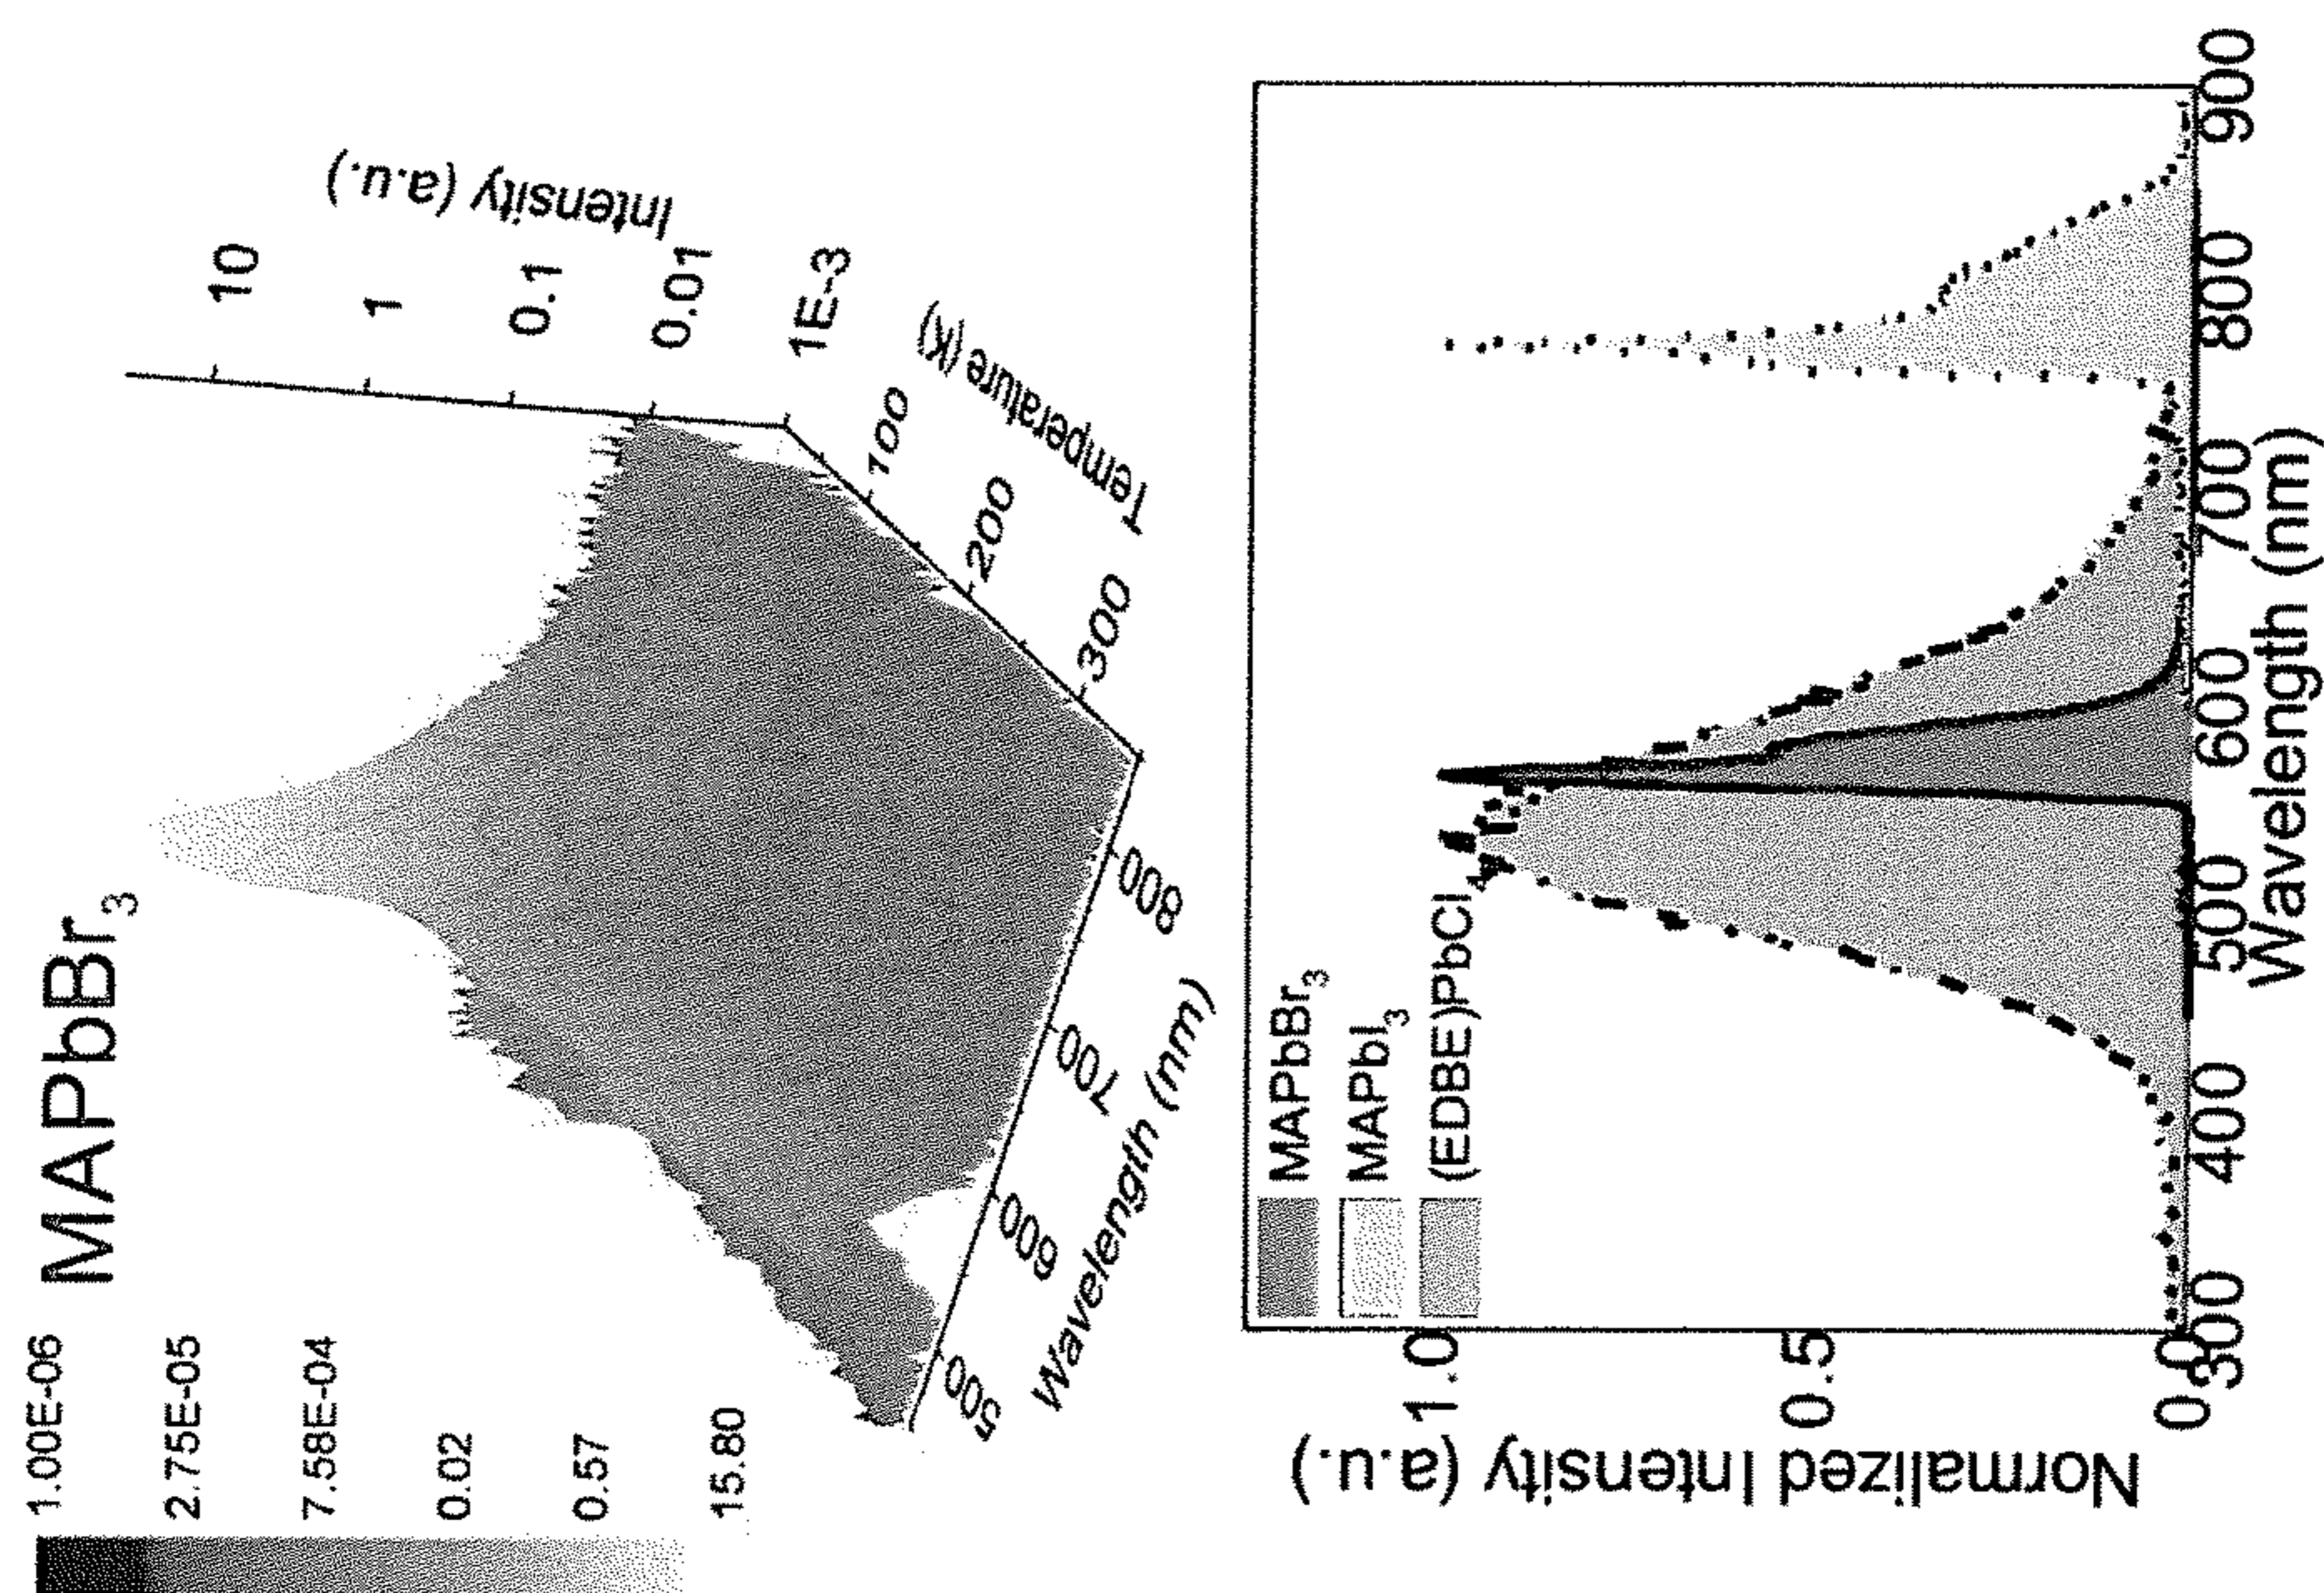 MAPbBr3
1.00E-06
2.75E-05
7.58E-04
0.02
0.57
15.80
10
1
0.1
0.01
1E-3
Intensity (a.u.)
100
200
300
Temperature (K)
500
600
700
800
Wavelength (nm)
MAPbBr3
MAPbI3
(EDBE)PbCl4
1.0
0.5
0.0
Normalized Intensity (a.u.)
300
400
500
600
700
800
900
Wavelength (nm)